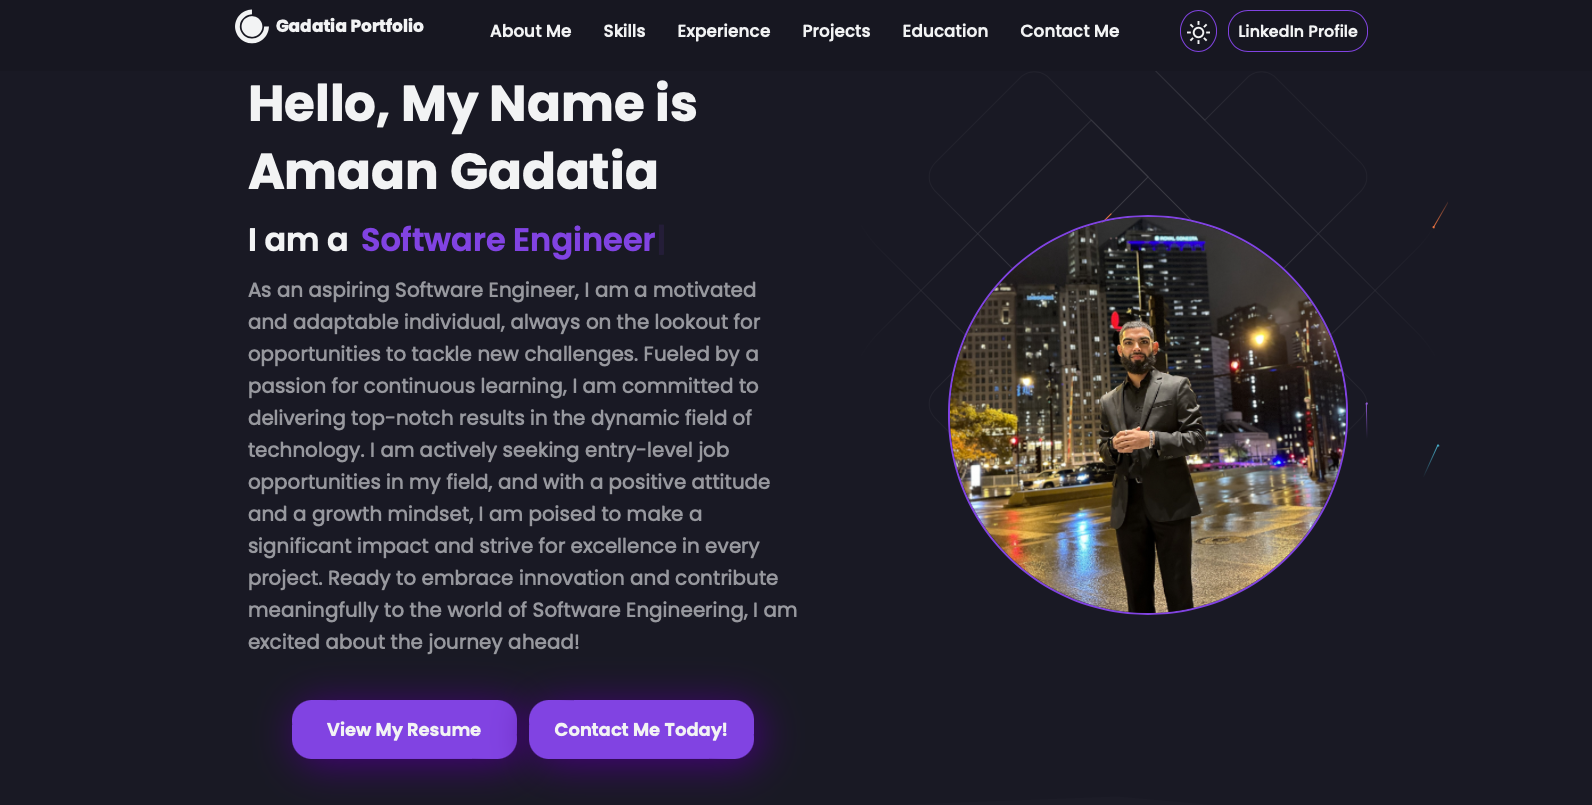 Gadatia Portfolio
About Me
Skills
Experience
Projects
Education
Contact Me
LinkedIn Profile
Hello, My Name is
Amaan Gadatia
I am a Software Engineer
As an aspiring Software Engineer, I am a motivated
and adaptable individual, always on the lookout for
opportunities to tackle new challenges. Fueled by a
passion for continuous learning, I am committed to
delivering top-notch results in the dynamic field of
technology. I am actively seeking entry-level job
opportunities in my field, and with a positive attitude
and a growth mindset, I am poised to make a
significant impact and strive for excellence in every
project. Ready to embrace innovation and contribute
meaningfully to the world of Software Engineering, I am
excited about the journey ahead!
View My Resume
Contact Me Today!